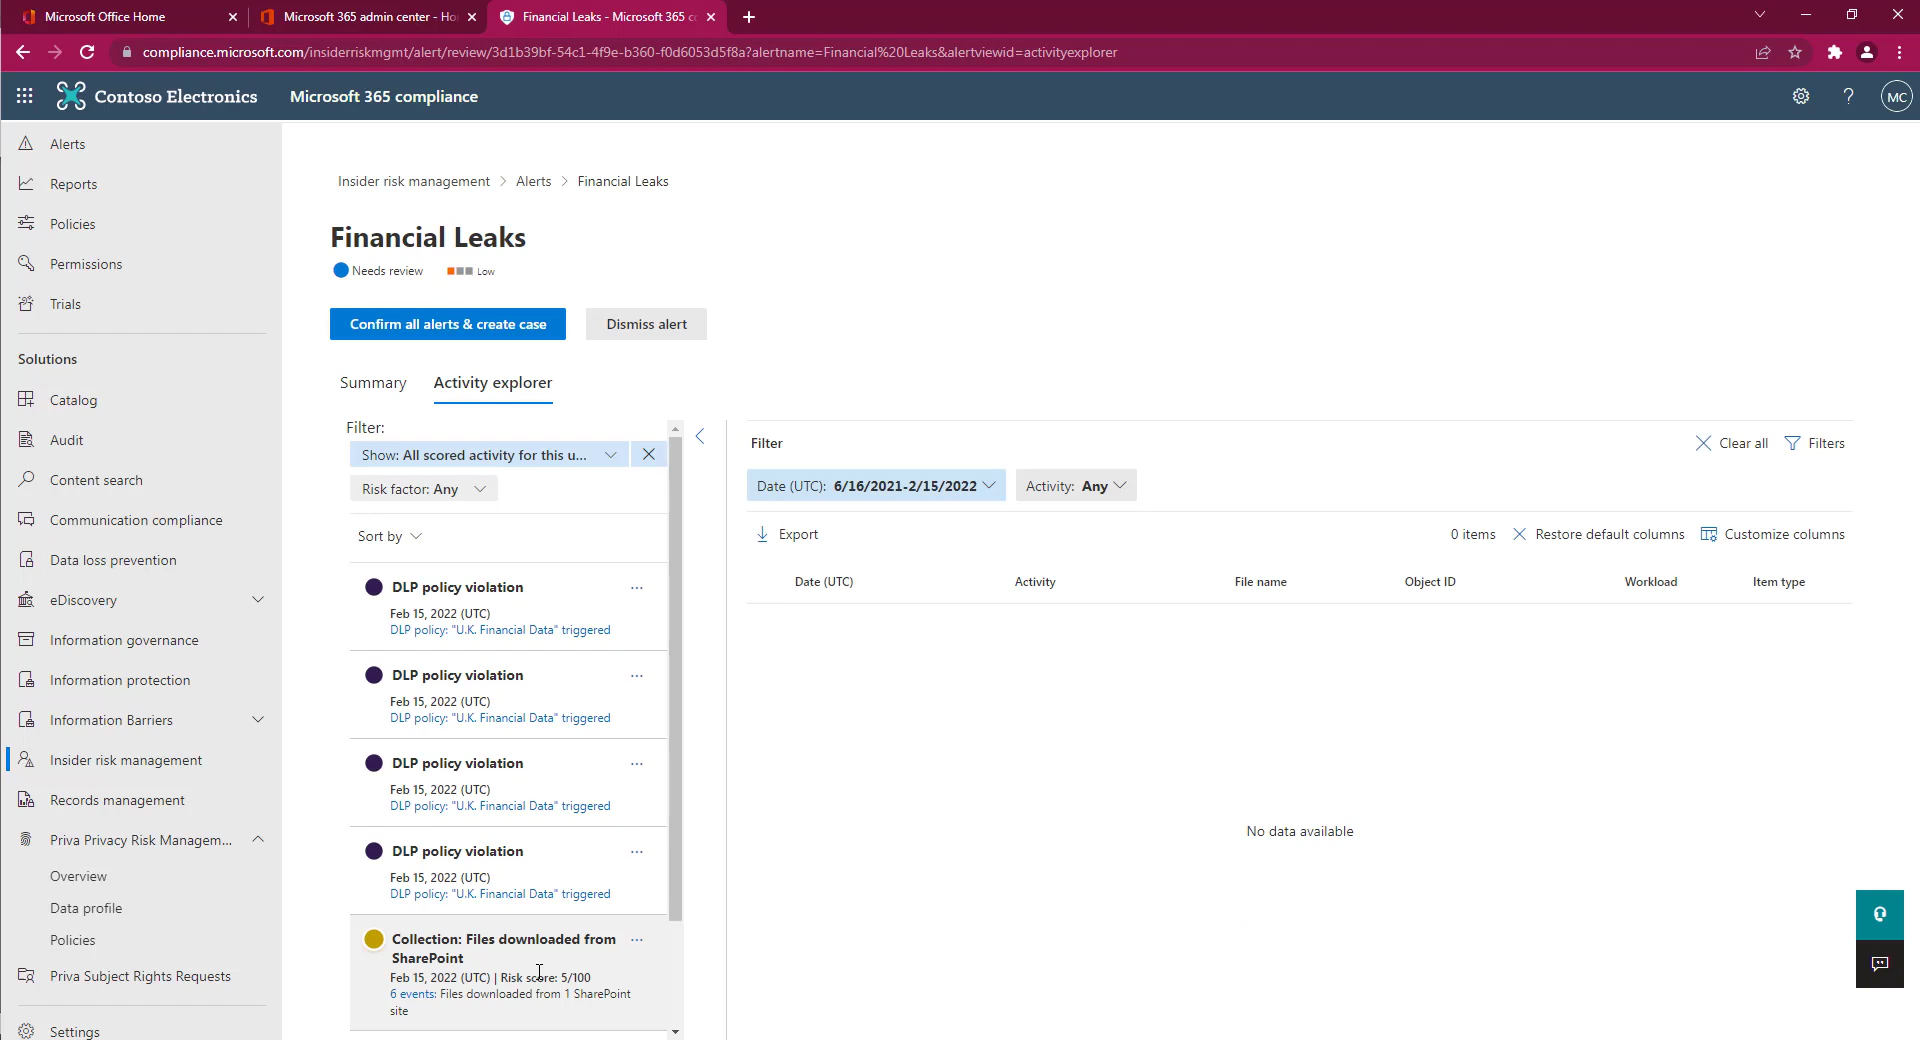 Microsoft Office Home
Microsoft 365 admin center - Ho
Financial Leaks - Microsoft 365 co
compliance.microsoft.com/insiderriskmgmt/alert/review/3d1b39bf-54c1-4f9e-b360-f0d6053d5f8a?alertname=Financial%20Leaks&alertviewid=activityexplorer
Contoso Electronics
Microsoft 365 compliance
?
MC
Alerts
Reports
Policies
Permissions
Trials
Solutions
Catalog
Audit
Content search
Communication compliance
Data loss prevention
eDiscovery
Information governance
Information protection
Information Barriers
Insider risk management
Records management
Priva Privacy Risk Managem...
Overview
Data profile
Policies
Priva Subject Rights Requests
Settings
Insider risk management > Alerts > Financial Leaks
Financial Leaks
Needs review
Low
Confirm all alerts & create case
Dismiss alert
Summary
Activity explorer
Filter:
Show: All scored activity for this u...
Risk factor: Any
Sort by
DLP policy violation
Feb 15, 2022 (UTC)
DLP policy: "U.K. Financial Data" triggered
DLP policy violation
Feb 15, 2022 (UTC)
DLP policy: "U.K. Financial Data" triggered
DLP policy violation
Feb 15, 2022 (UTC)
DLP policy: "U.K. Financial Data" triggered
DLP policy violation
Feb 15, 2022 (UTC)
DLP policy: "U.K. Financial Data" triggered
Collection: Files downloaded from
SharePoint
Feb 15, 2022 (UTC) | Risk score: 5/100
6 events: Files downloaded from 1 SharePoint
site
Filter
Clear all
Filters
Date (UTC): 6/16/2021-2/15/2022
Activity: Any
Export
0 items
Restore default columns
Customize columns
Date (UTC)
Activity
File name
Object ID
Workload
Item type
No data available